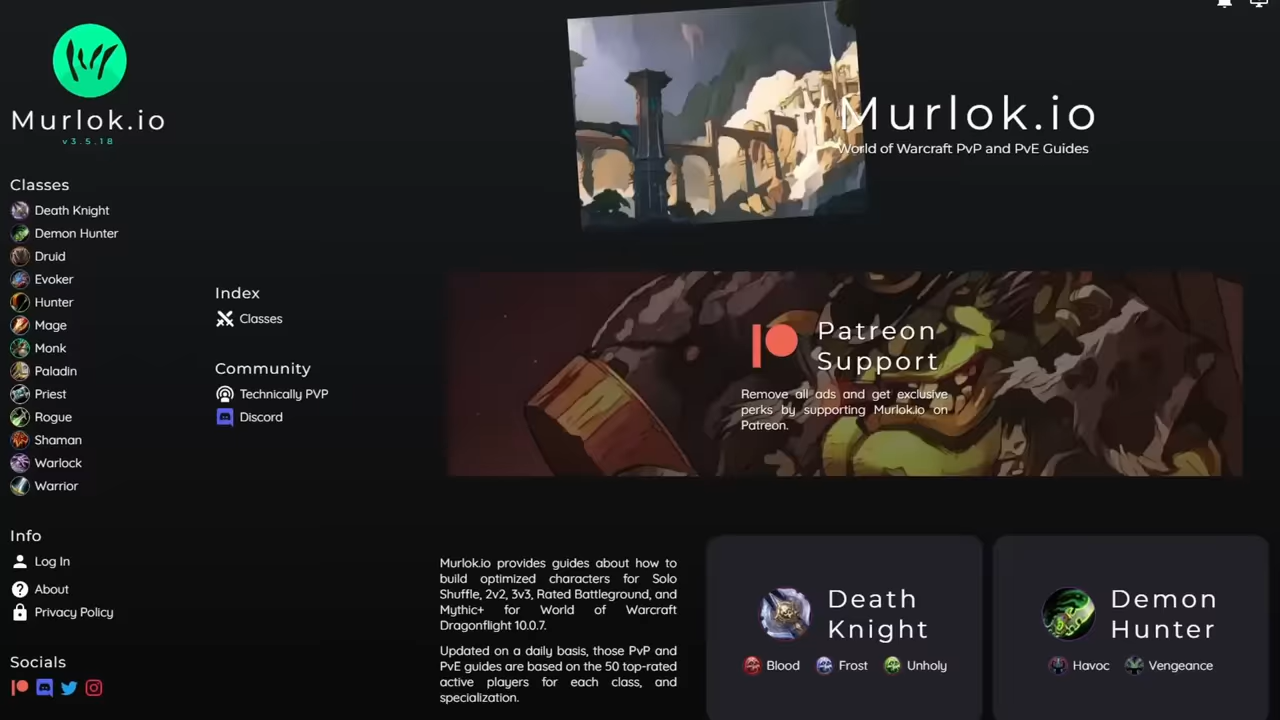 Murlok.io
v3.5.18
Classes
Death Knight
Demon Hunter
Druid
Evoker
Hunter
Mage
Monk
Paladin
Priest
Rogue
Shaman
Warlock
Warrior
Info
Log In
About
Privacy Policy
Socials
Index
Classes
Community
Technically PVP
Discord
Murlok.io
World of Warcraft PvP and PvE Guides
Patreon
Support
Remove all ads and get exclusive
perks by supporting Murlok.io on
Patreon.
Murlok.io provides guides about how to
build optimized characters for Solo
Shuffle, 2v2, 3v3, Rated Battleground, and
Mythic+ for World of Warcraft
Dragonflight 10.0.7.
Updated on a daily basis, those PvP and
PvE guides are based on the 50 top-rated
active players for each class, and
specialization.
Death
Knight
Blood Frost Unholy
Demon
Hunter
Havoc Vengeance